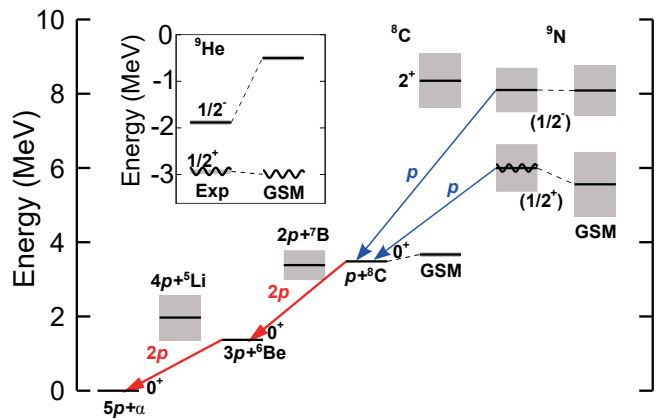 10
8
6
4
2
0
Energy (MeV)
⁹He
-1
-2
-3
Energy (MeV)
1/2⁻
1/2⁺
Exp
GSM
⁸C
2⁺
⁹N
(1/2⁻)
(1/2⁺)
GSM
p
p
0⁺
p+⁸C
GSM
2p+⁷B
2p
4p+⁵Li
0⁺
3p+⁶Be
2p
0⁺
5p+α